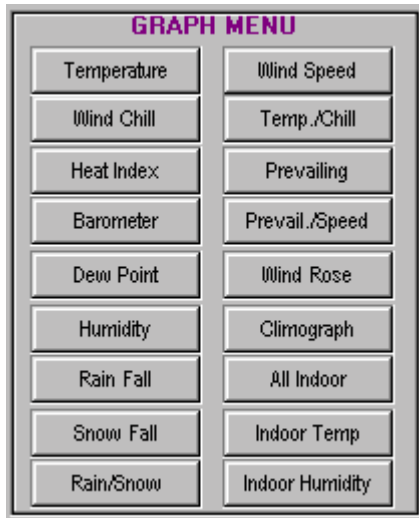 GRAPH MENU
Temperature
Wind Speed
Wind Chill
Temp./Chill
Heat Index
Prevailing
Barometer
Prevail./Speed
Dew Point
Wind Rose
Humidity
Climograph
Rain Fall
All Indoor
Snow Fall
Indoor Temp
Rain/Snow
Indoor Humidity